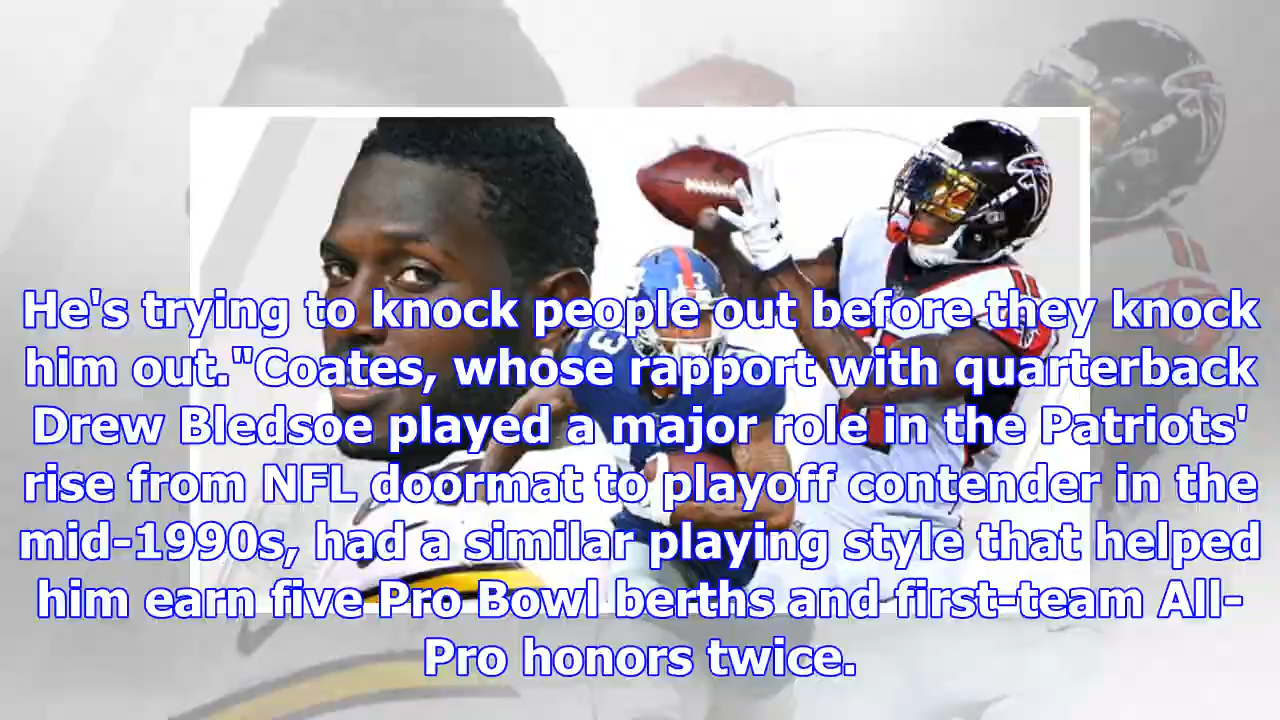 He's trying to knock people out before they knock
him out."Coates, whose rapport with quarterback
Drew Bledsoe played a major role in the Patriots'
rise from NFL doormat to playoff contender in the
mid-1990s, had a similar playing style that helped
him earn five Pro Bowl berths and first-team All-
Pro honors twice.